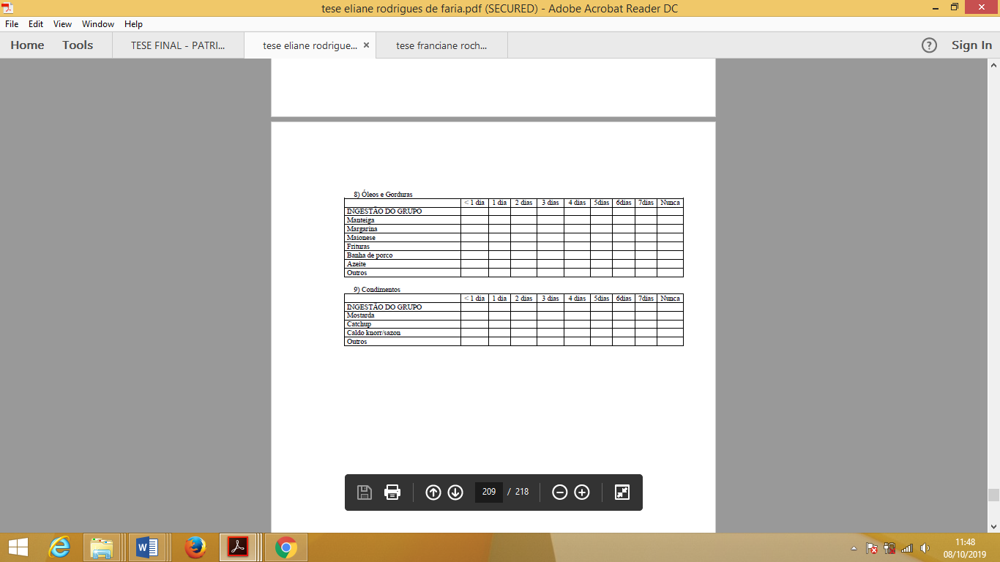 tese eliane rodrigues de faria.pdf (SECURED) - Adobe Acrobat Reader DC
File Edit View Window Help
Home Tools TESE FINAL - PATRI... tese eliane rodrigue... × tese franciane roch... ? Sign In
8) Óleos e Gorduras
< 1 dia 1 dia 2 dias 3 dias 4 dias 5dias 6dias 7dias Nunca
INGESTÃO DO GRUPO
Manteiga
Margarina
Maionese
Frituras
Banha de porco
Azeite
Outros
9) Condimentos
< 1 dia 1 dia 2 dias 3 dias 4 dias 5dias 6dias 7dias Nunca
INGESTÃO DO GRUPO
Mostarda
Catchup
Caldo knorr/sazon
Outros
209 / 218
11:48
08/10/2019